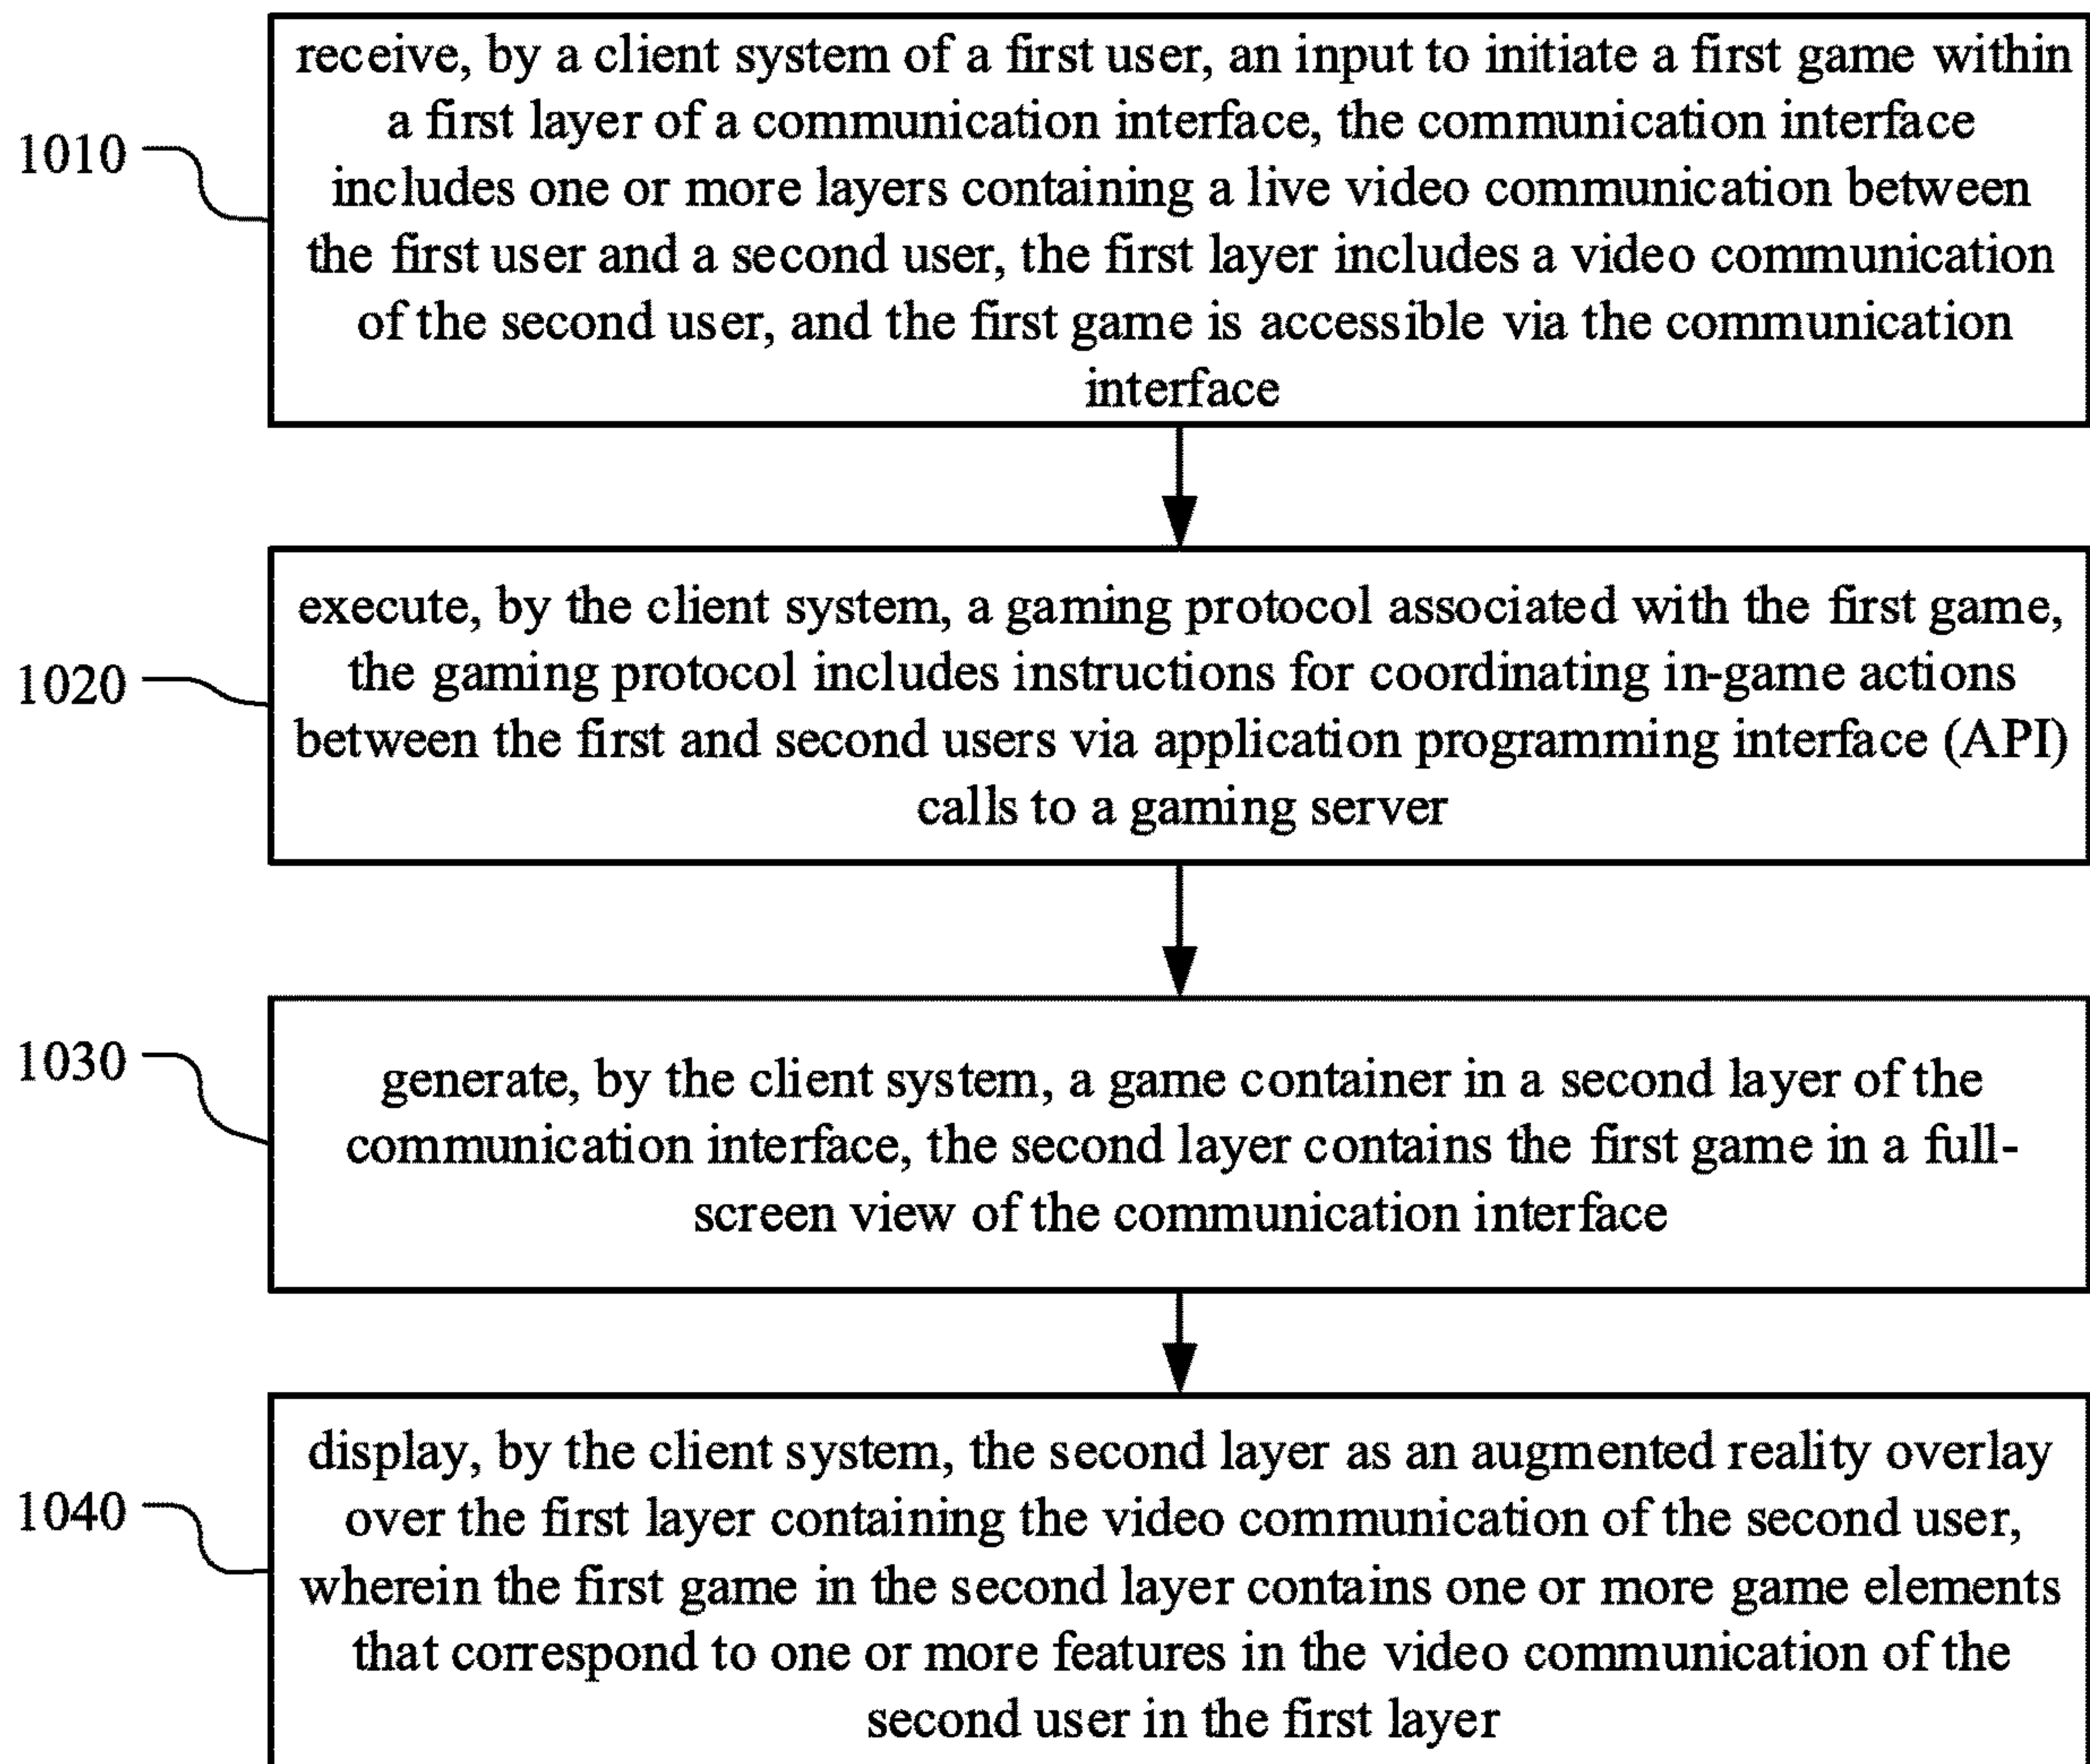 receive, by a client system of a first user, an input to initiate a first game within
a first layer of a communication interface, the communication interface
1010
includes one or more layers containing a live video communication between
the first user and a second user, the first layer includes a video communication
of the second user, and the first game is accessible via the communication
interface
execute, by the client system, a gaming protocol associated with the first game,
1020
the gaming protocol includes instructions for coordinating in-game actions
between the first and second users via application programming interface (API)
calls to a gaming server
1030
generate, by the client system, a game container in a second layer of the
communication interface, the second layer contains the first game in a full-
screen view of the communication interface
display, by the client system, the second layer as an augmented reality overlay
1040
over the first layer containing the video communication of the second user,
wherein the first game in the second layer contains one or more game elements
that correspond to one or more features in the video communication of the
second user in the first layer